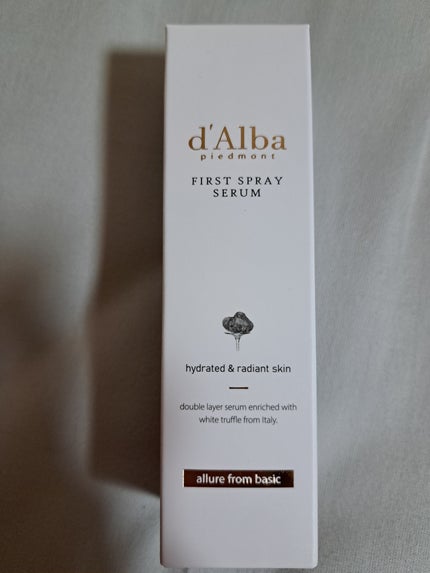 d'Alba
piedmont
FIRST SPRAY
SERUM
hydrated & radiant skin
double layer serum enriched with
white truffle from Italy.
allure from basic